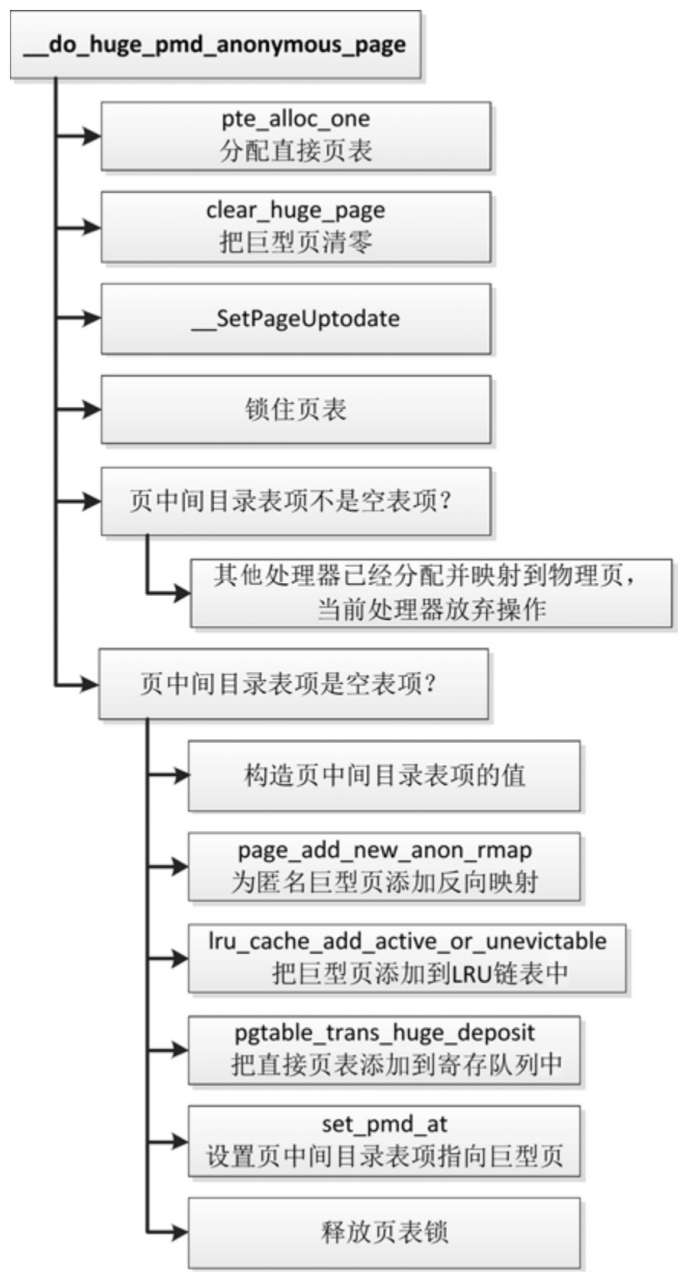 __do_huge_pmd_anonymous_page
pte_alloc_one
分配直接页表
clear_huge_page
把巨型页清零
__SetPageUptodate
锁住页表
页中间目录表项不是空表项？
其他处理器已经分配并映射到物理页，
当前处理器放弃操作
页中间目录表项是空表项？
构造页中间目录表项的值
page_add_new_anon_rmap
为匿名巨型页添加反向映射
lru_cache_add_active_or_unevictable
把巨型页添加到LRU链表中
pgtable_trans_huge_deposit
把直接页表添加到寄存队列中
set_pmd_at
设置页中间目录表项指向巨型页
释放页表锁